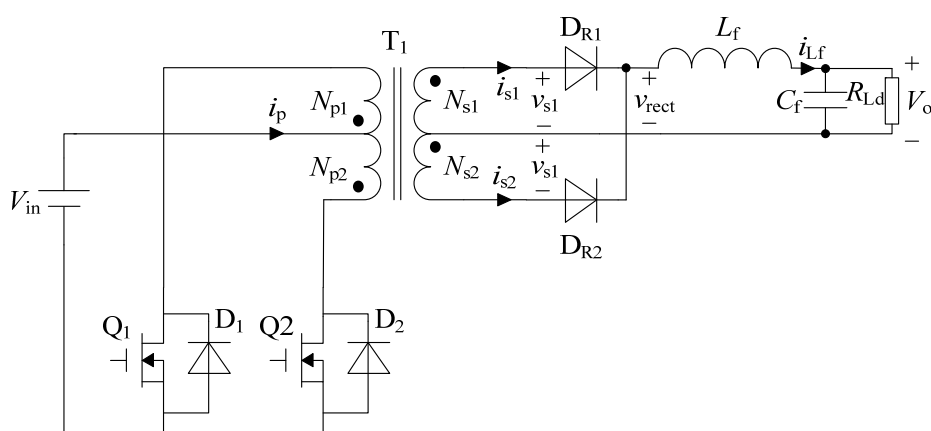 T1
DR1
Lf
iLf
Np1
ip
Np2
Ns1
is1
+
vs1
−
+
vrect
−
Cf
RLd
+
Vo
−
Ns2
is2
+
vs1
−
DR2
Vin
Q1
D1
Q2
D2